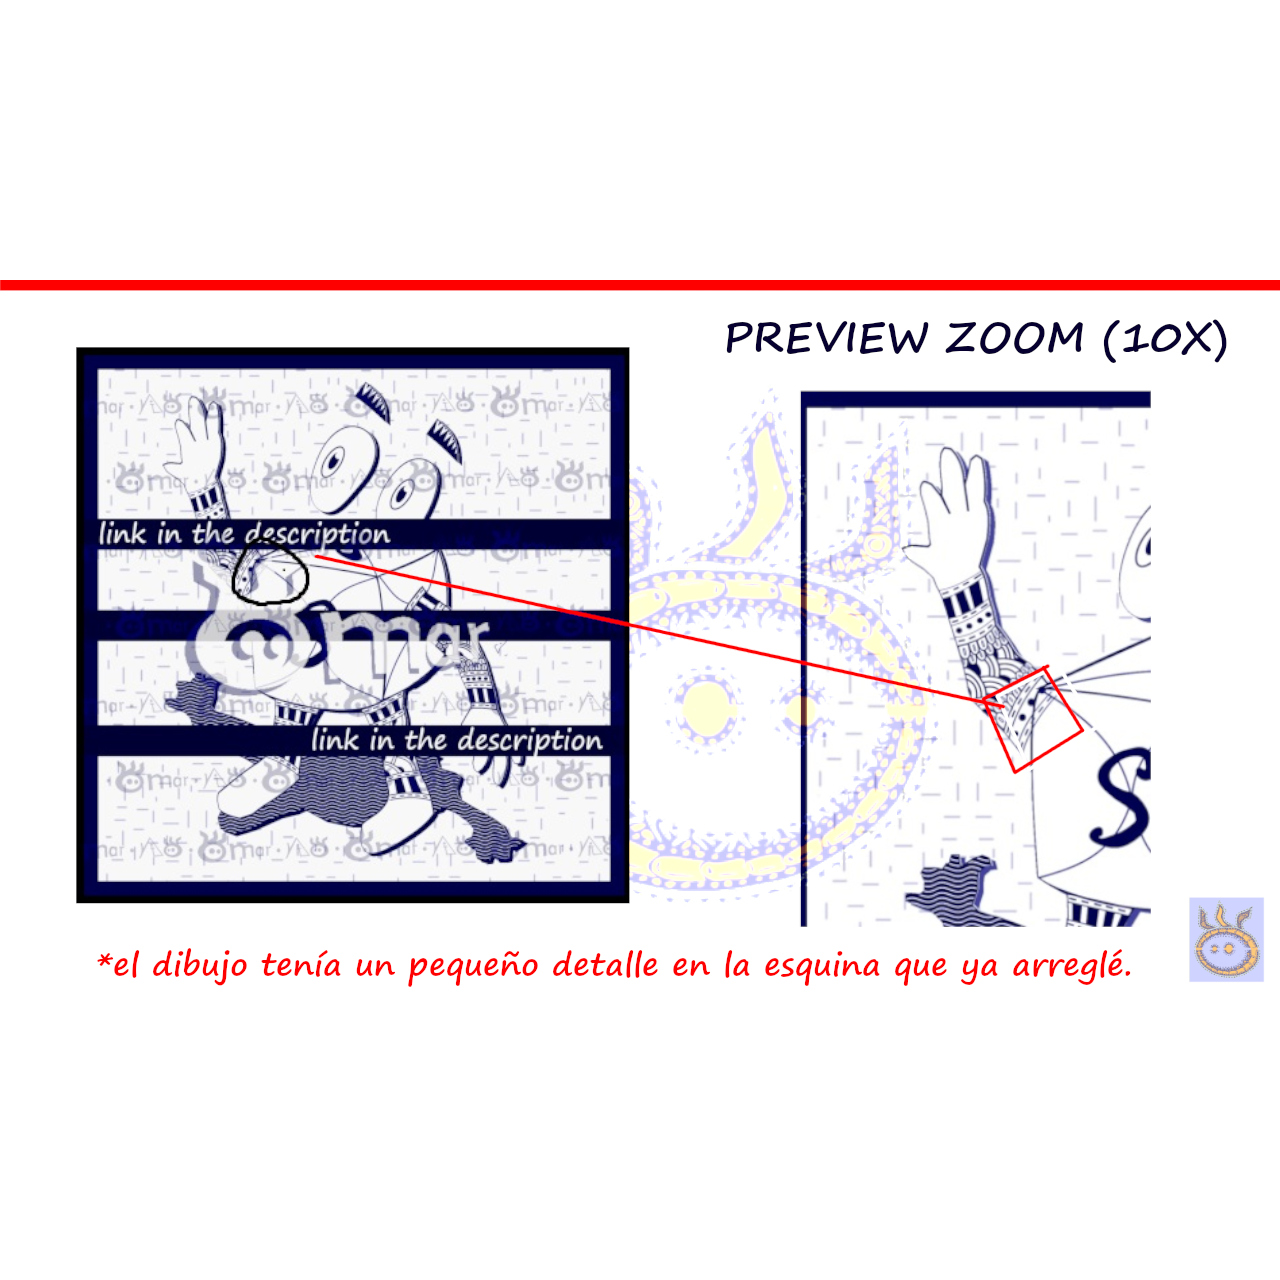 PREVIEW ZOOM (10X)
link in the description
Omar
link in the description
S
*el dibujo tenía un pequeño detalle en la esquina que ya arreglé.